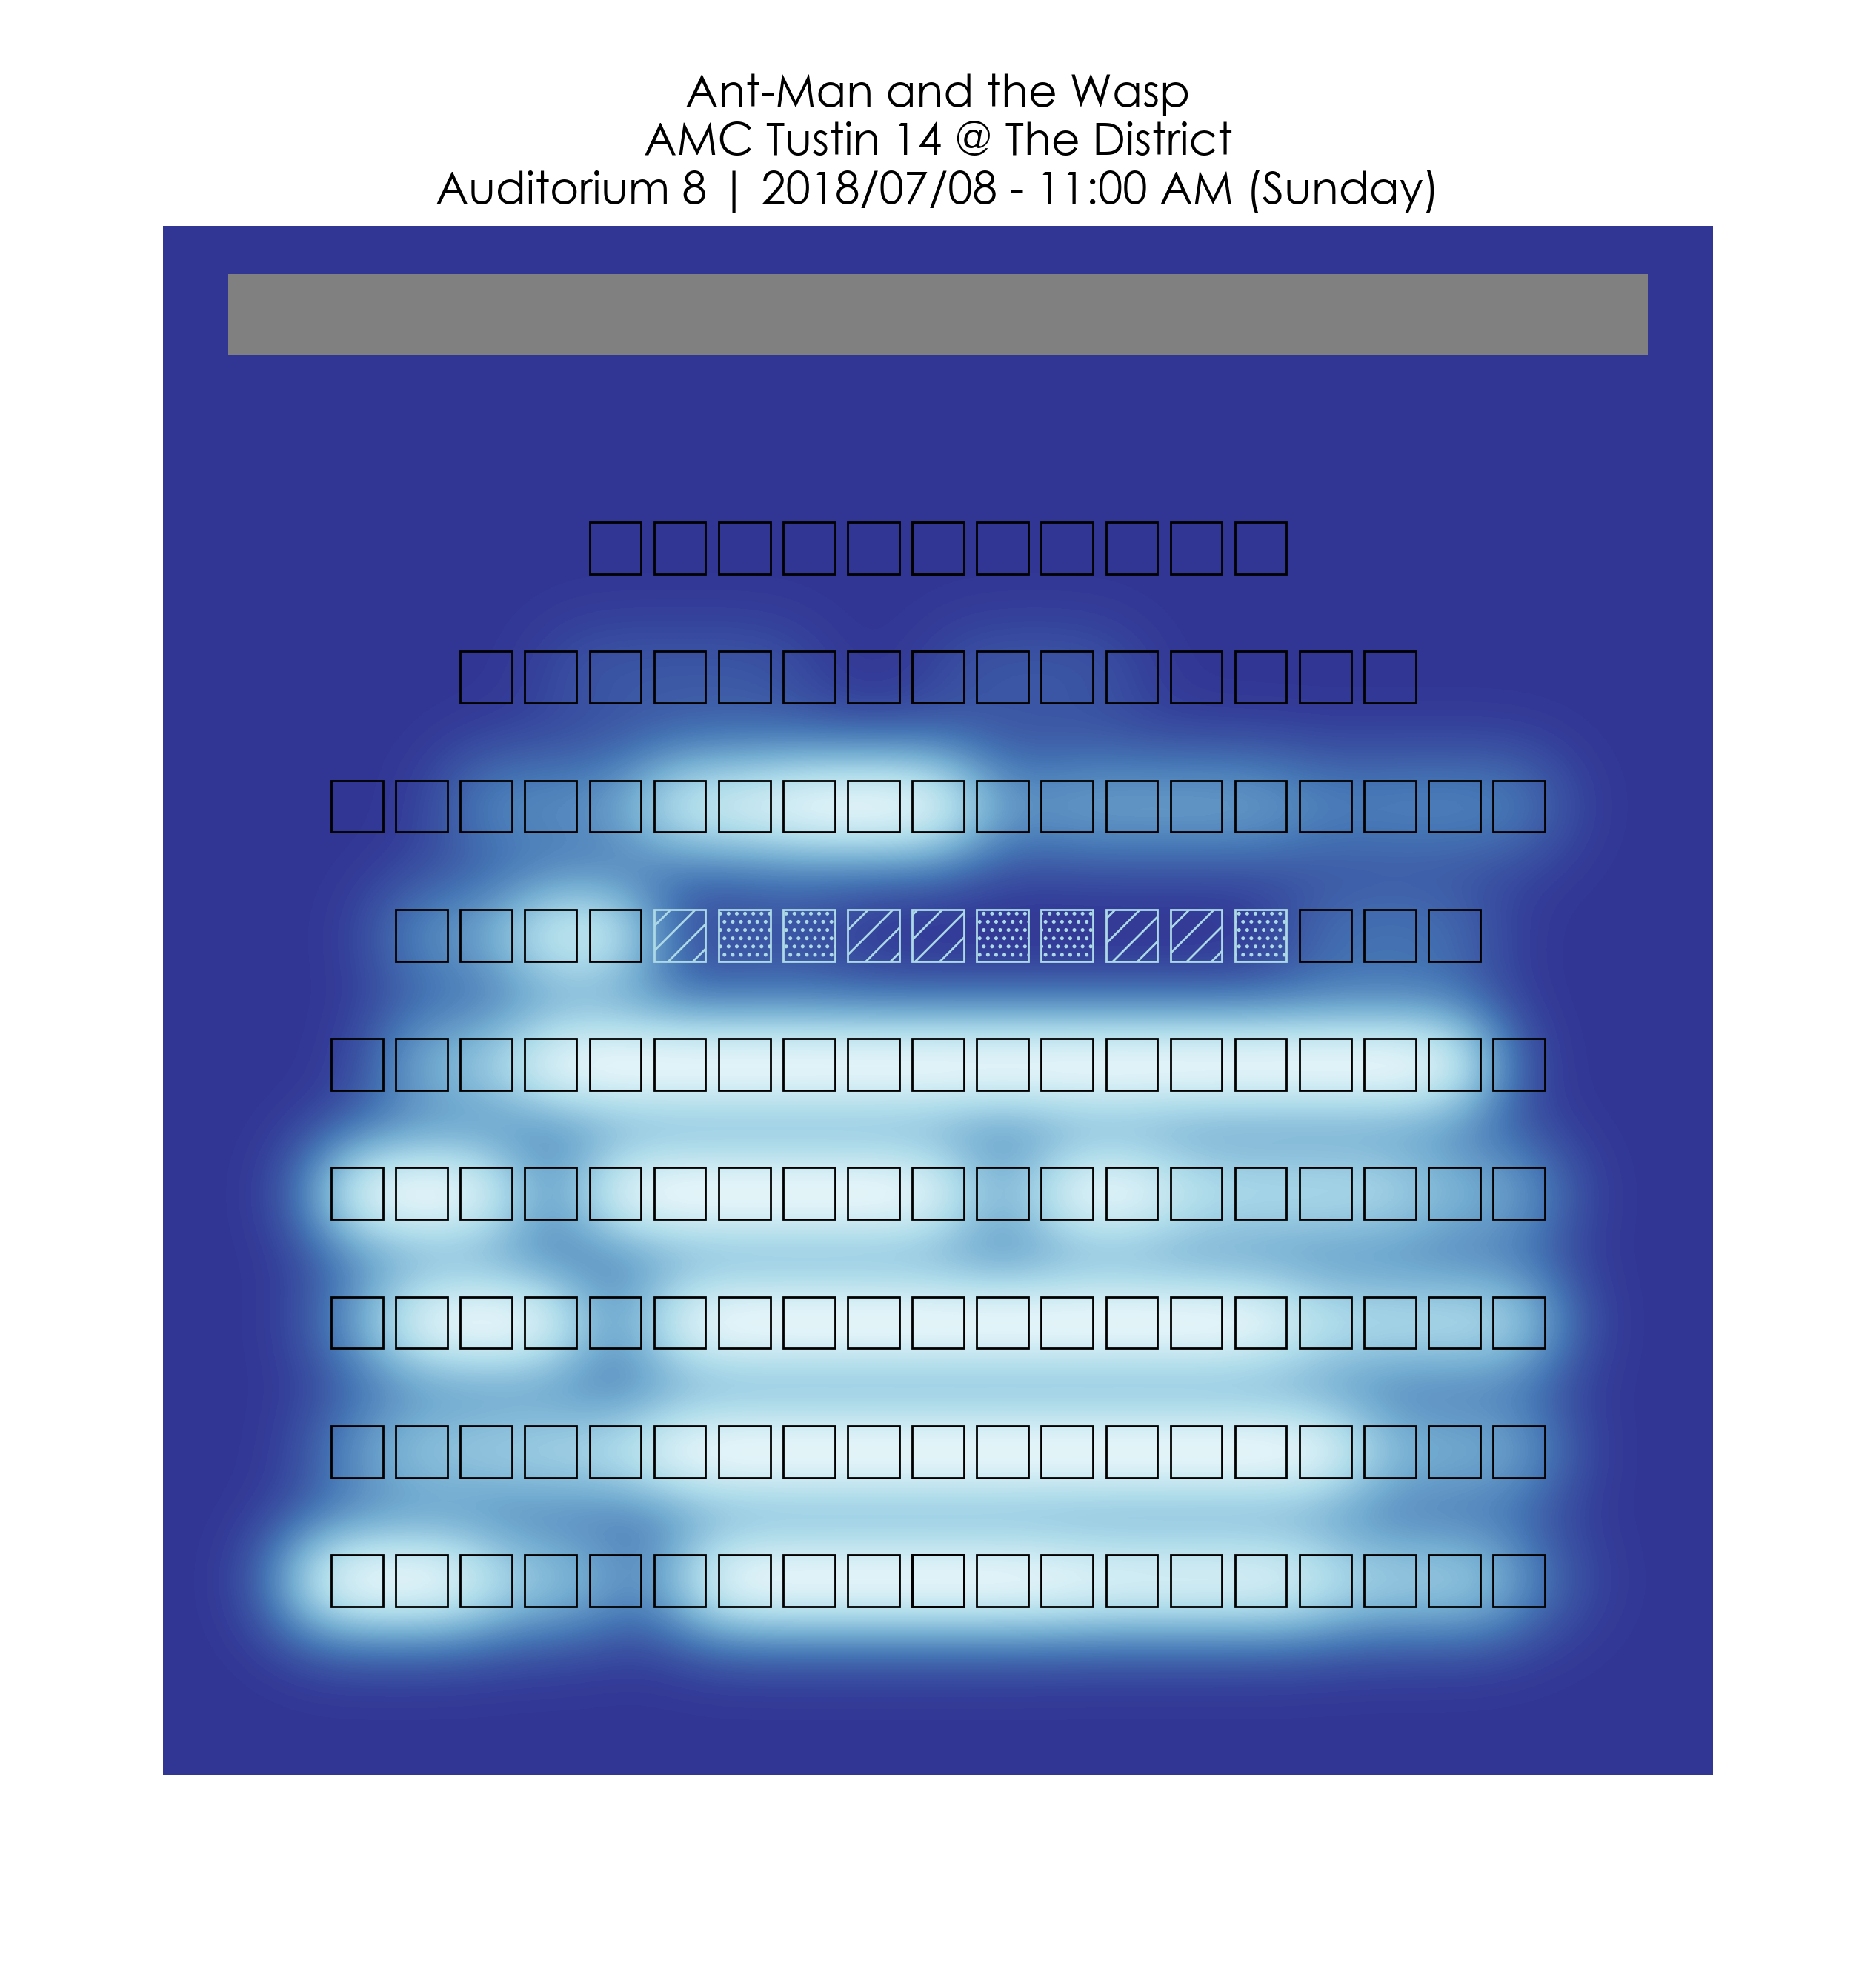 Ant-Man and the Wasp
AMC Tustin 14 @ The District
Auditorium 8 | 2018/07/08 - 11:00 AM (Sunday)